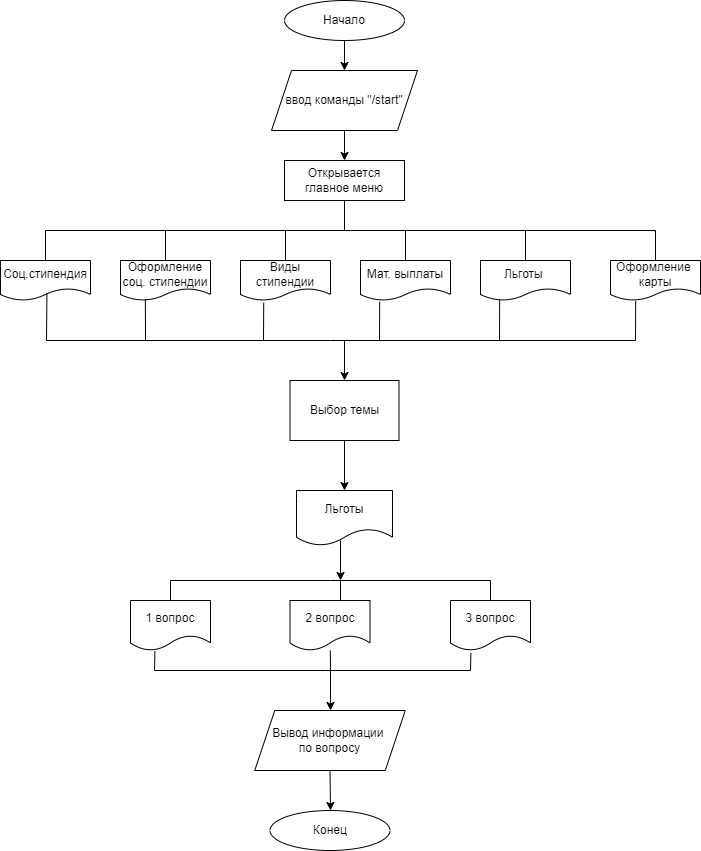 Начало
ввод команды "/start"
Открывается
главное меню
Соц.стипендия
Оформление
соц. стипендии
Виды
стипендии
Мат. выплаты
Льготы
Оформление
карты
Выбор темы
Льготы
1 вопрос
2 вопрос
3 вопрос
Вывод информации
по вопросу
Конец